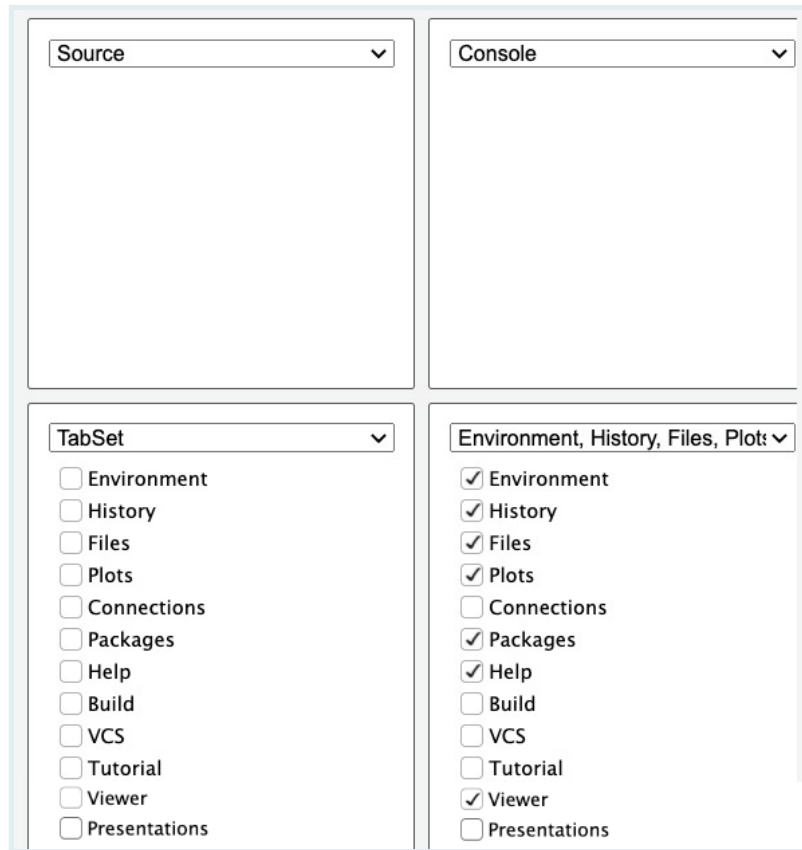 Source
Console
TabSet
Environment
History
Files
Plots
Connections
Packages
Help
Build
VCS
Tutorial
Viewer
Presentations
Environment, History, Files, Plots
Environment
History
Files
Plots
Connections
Packages
Help
Build
VCS
Tutorial
Viewer
Presentations